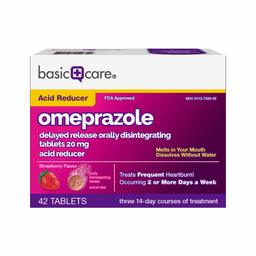 basic care®
Acid Reducer
FDA Approved
omeprazole
delayed release orally disintegrating
tablets 20 mg
acid reducer
Melts in Your Mouth
Dissolves Without Water
Strawberry Flavor
Treats Frequent Heartburn!
Occurring 2 or More Days a Week
42 TABLETS
three 14-day courses of treatment